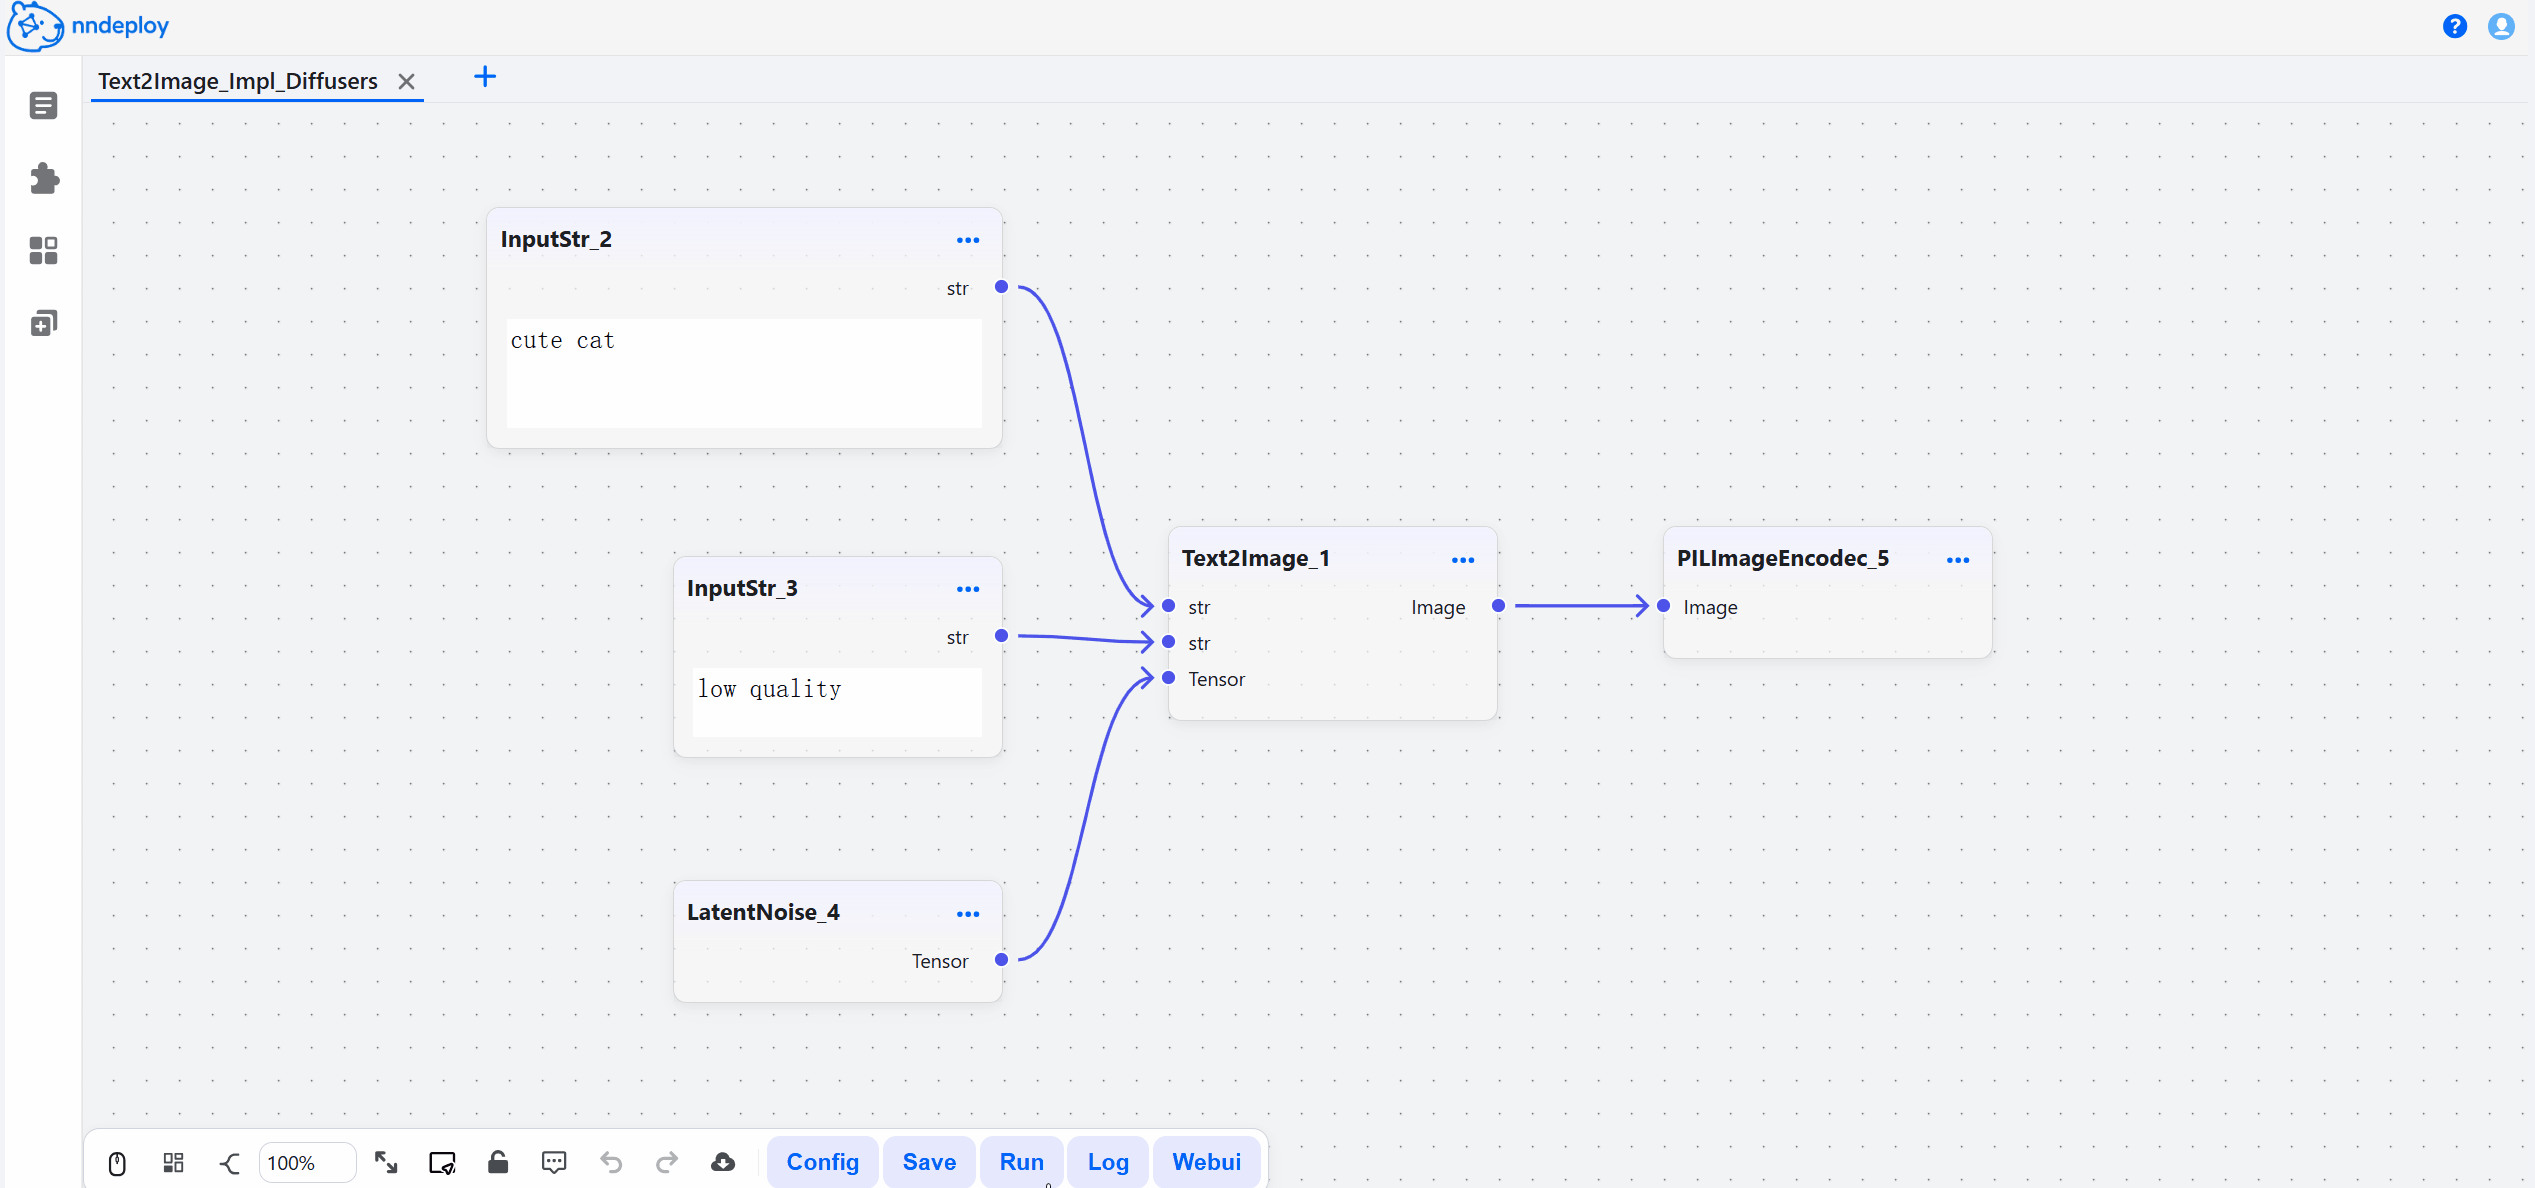 nndeploy
?
Text2Image_Impl_Diffusers
InputStr_2
str
cute cat
InputStr_3
str
low quality
LatentNoise_4
Tensor
Text2Image_1
str
Image
str
Tensor
PILImageEncodec_5
Image
100%
Config
Save
Run
Log
Webui